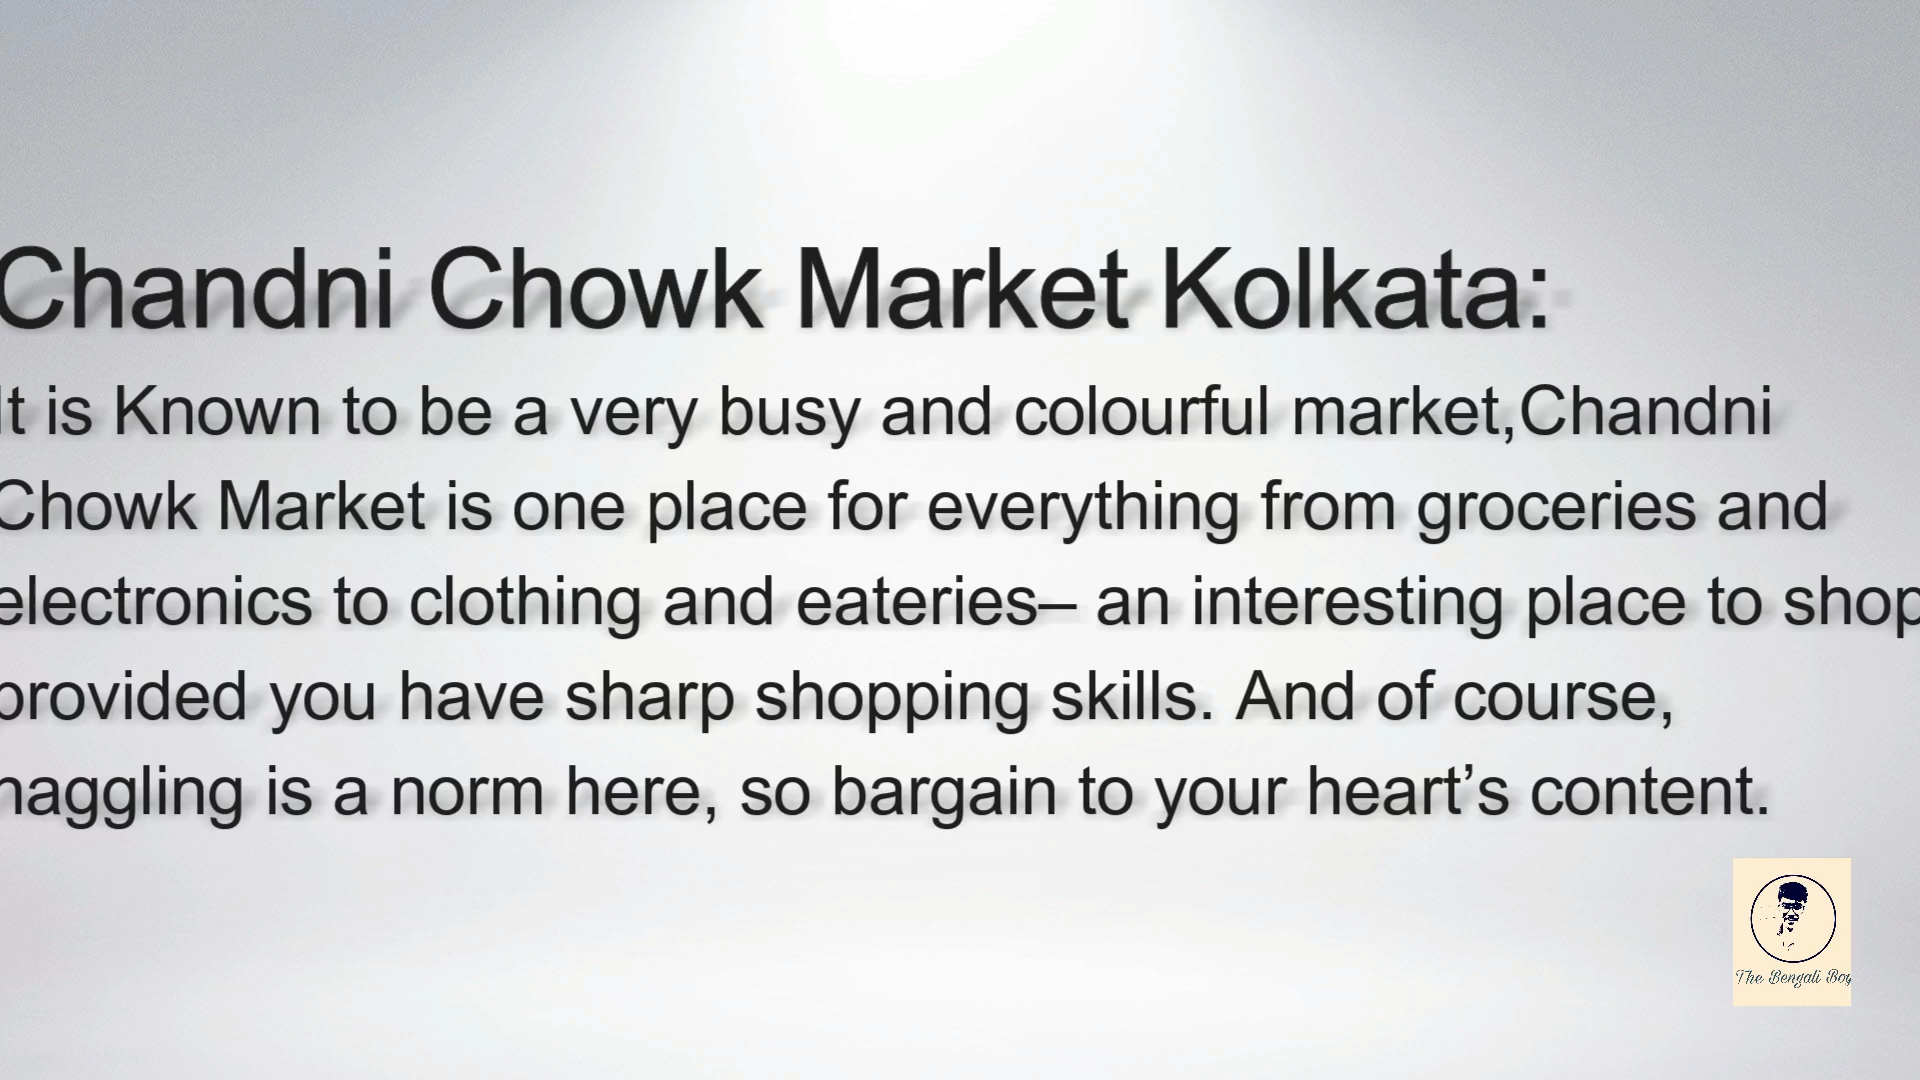 Chandni Chowk Market Kolkata:
It is Known to be a very busy and colourful market,Chandni
Chowk Market is one place for everything from groceries and
electronics to clothing and eateries– an interesting place to shop
provided you have sharp shopping skills. And of course,
haggling is a norm here, so bargain to your heart’s content.
The Bengali Boy